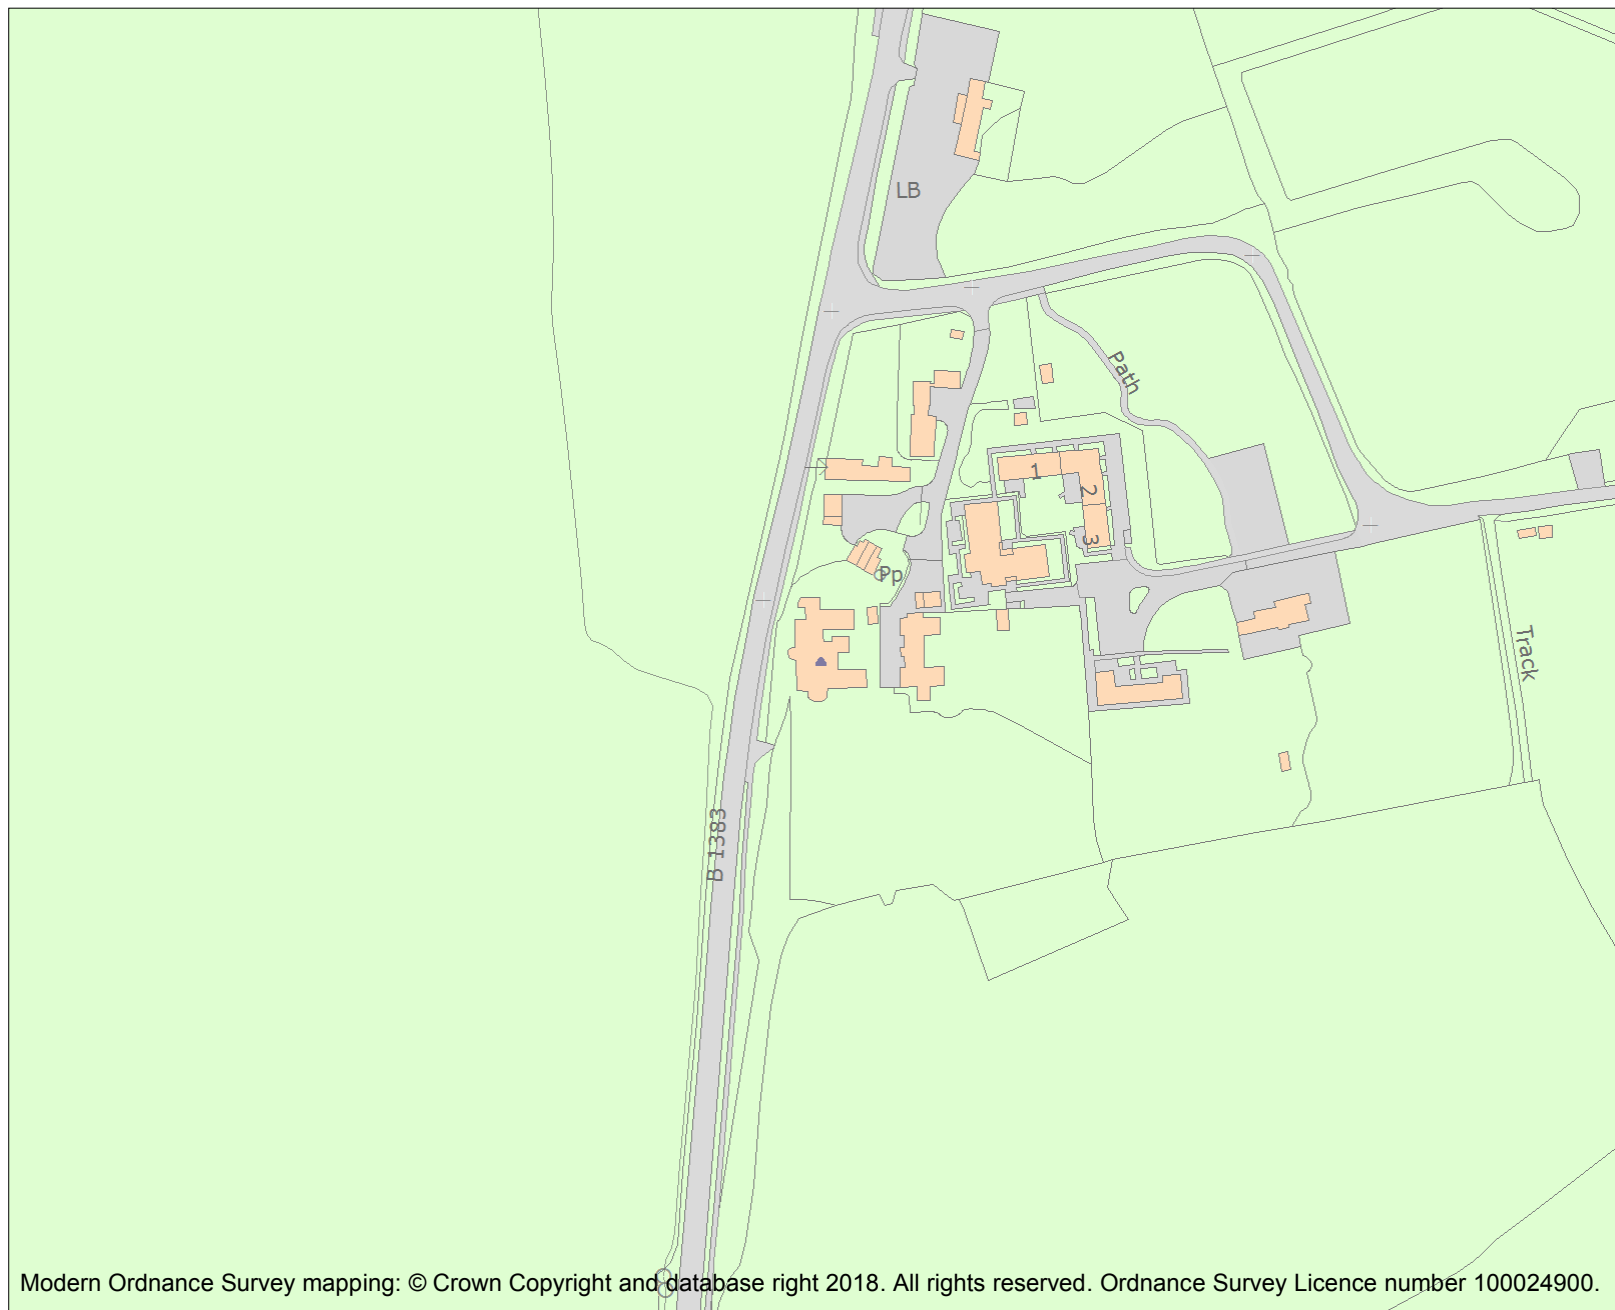 LB
Path
1
2
3
Pp
Track
B 1383
Modern Ordnance Survey mapping: © Crown Copyright and database right 2018. All rights reserved. Ordnance Survey Licence number 100024900.